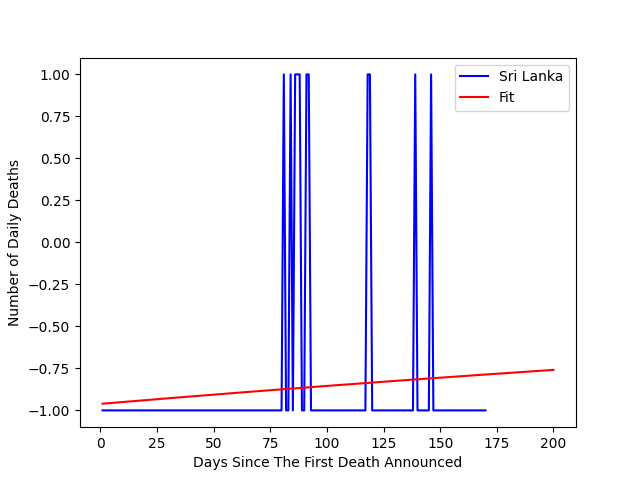 Sri Lanka
Fit
1.00
0.75
0.50
0.25
0.00
−0.25
−0.50
−0.75
−1.00
Number of Daily Deaths
0 25 50 75 100 125 150 175 200
Days Since The First Death Announced